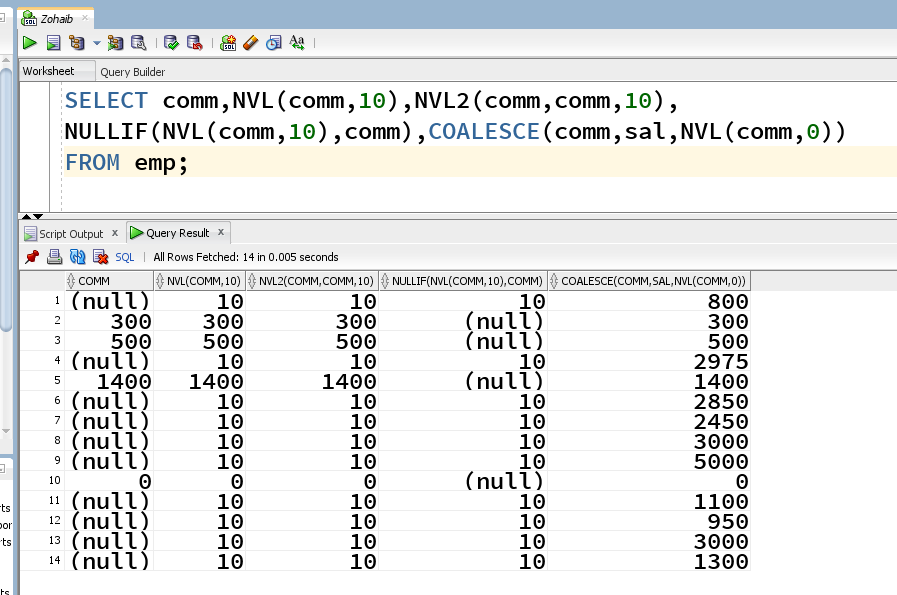 Zohaib
Worksheet Query Builder
SELECT comm,NVL(comm,10),NVL2(comm,comm,10),
NULLIF(NVL(comm,10),comm),COALESCE(comm,sal,NVL(comm,0))
FROM emp;
Script Output x Query Result x
SQL | All Rows Fetched: 14 in 0.005 seconds
COMM NVL(COMM,10) NVL2(COMM,COMM,10) NULLIF(NVL(COMM,10),COMM) COALESCE(COMM,SAL,NVL(COMM,0))
1 (null) 10 10 10 800
2 300 300 300 (null) 300
3 500 500 500 (null) 500
4 (null) 10 10 10 2975
5 1400 1400 1400 (null) 1400
6 (null) 10 10 10 2850
7 (null) 10 10 10 2450
8 (null) 10 10 10 3000
9 (null) 10 10 10 5000
10 0 0 0 (null) 0
11 (null) 10 10 10 1100
12 (null) 10 10 10 950
13 (null) 10 10 10 3000
14 (null) 10 10 10 1300